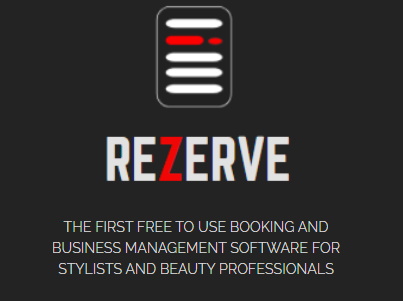 REZERVE
THE FIRST FREE TO USE BOOKING AND
BUSINESS MANAGEMENT SOFTWARE FOR
STYLISTS AND BEAUTY PROFESSIONALS